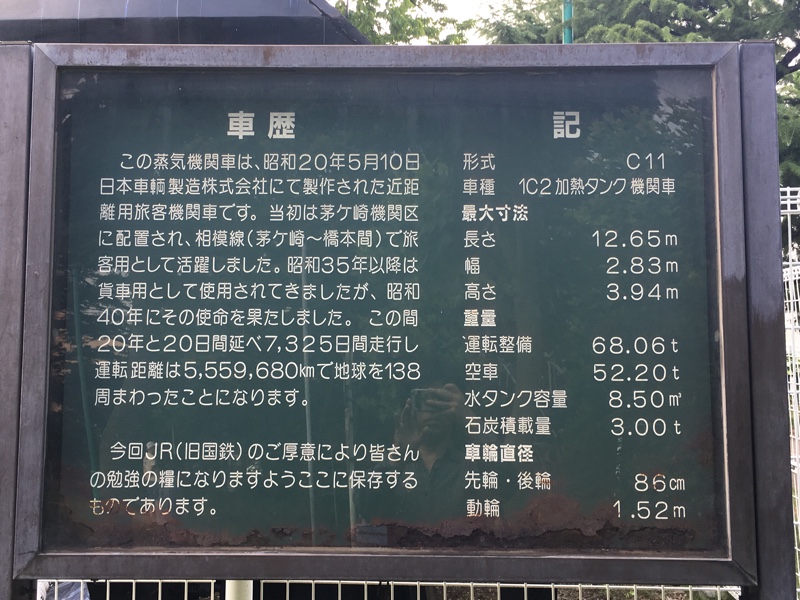 車歴
この蒸気機関車は、昭和20年5月10日
日本車輌製造株式会社にて製作された近距
離用旅客機関車です。当初は茅ケ崎機関区
に配置され、相模線(茅ケ崎〜橋本間)で旅
客用として活躍しました。昭和35年以降は
貨車用として使用されてきましたが、昭和
40年にその使命を果たしました。この間
20年と20日間延べ7,325日間走行し
運転距離は5,559,680㎞で地球を138
周まわったことになります。
今回JR(旧国鉄)のご厚意により皆さん
の勉強の糧になりますようここに保存する
ものであります。
記
形式 C11
車種 1C2加熱タンク機関車
最大寸法
長さ 12.65m
幅 2.83m
高さ 3.94m
重量
運転整備 68.06t
空車 52.20t
水タンク容量 8.50㎥
石炭積載量 3.00t
車輪直径
先輪・後輪 86㎝
動輪 1.52m